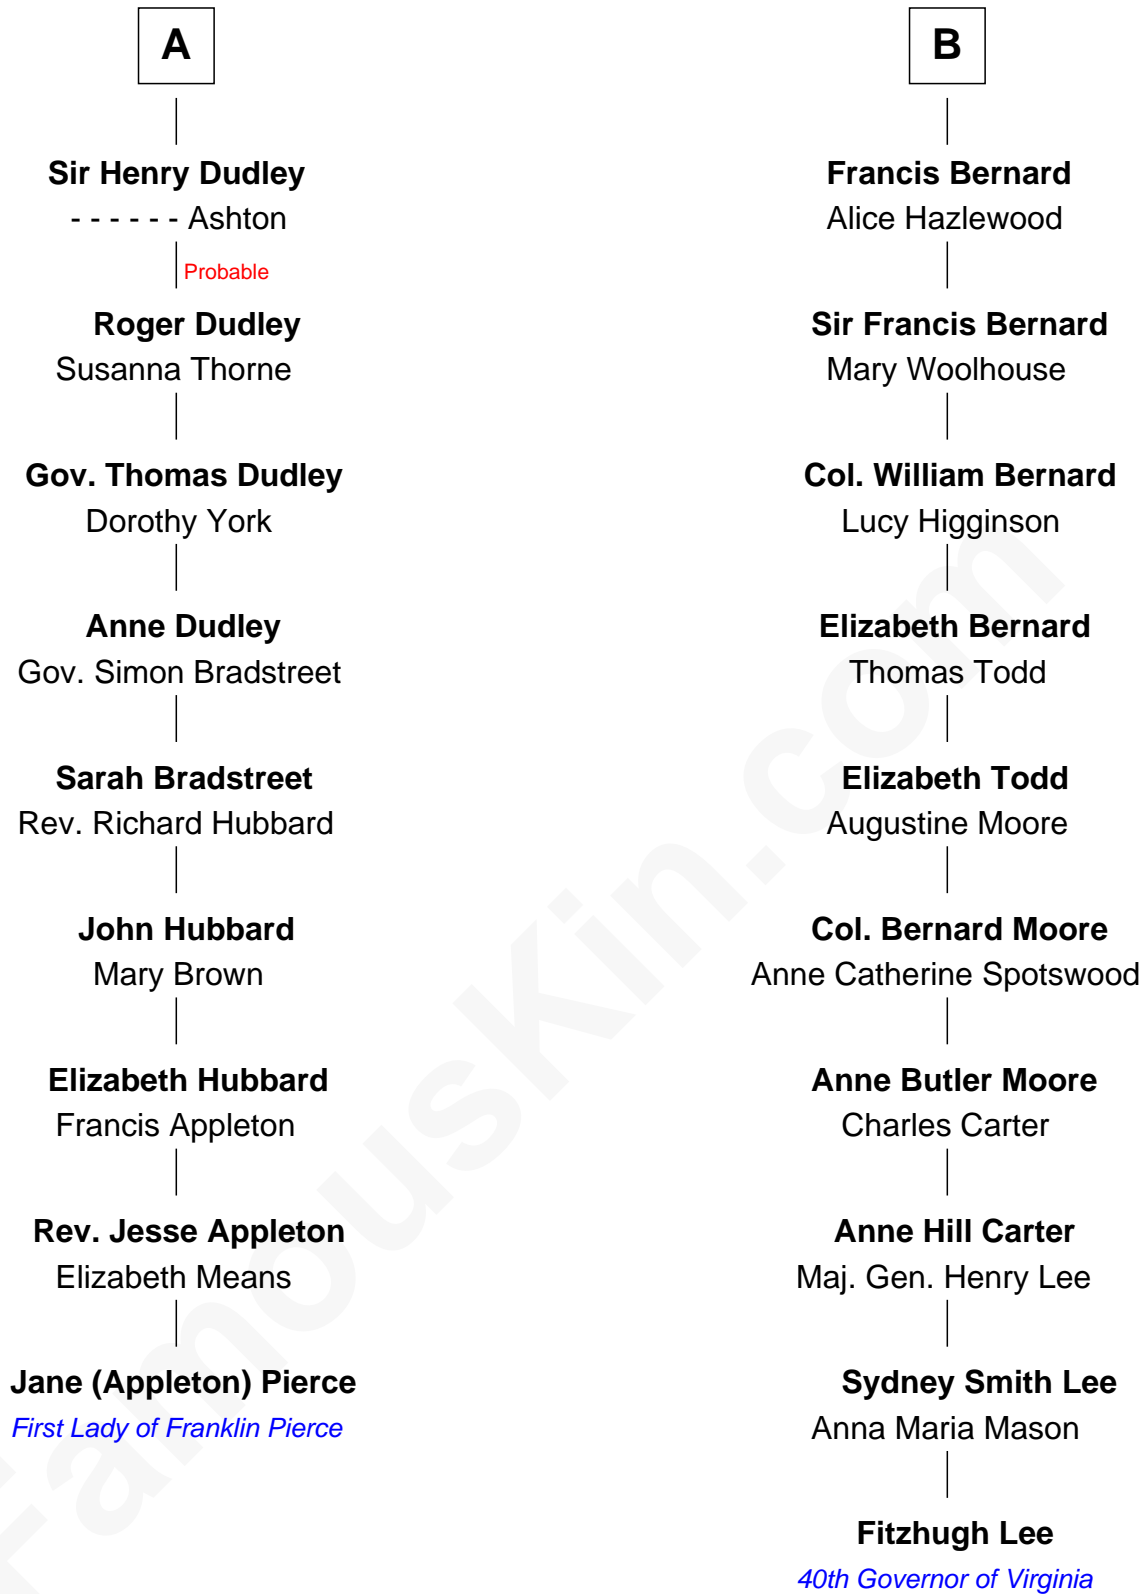 A
Sir Henry Dudley
- - - - - - Ashton
Probable
Roger Dudley
Susanna Thorne
Gov. Thomas Dudley
Dorothy York
Anne Dudley
Gov. Simon Bradstreet
Sarah Bradstreet
Rev. Richard Hubbard
John Hubbard
Mary Brown
Elizabeth Hubbard
Francis Appleton
Rev. Jesse Appleton
Elizabeth Means
Jane (Appleton) Pierce
First Lady of Franklin Pierce
B
Francis Bernard
Alice Hazlewood
Sir Francis Bernard
Mary Woolhouse
Col. William Bernard
Lucy Higginson
Elizabeth Bernard
Thomas Todd
Elizabeth Todd
Augustine Moore
Col. Bernard Moore
Anne Catherine Spotswood
Anne Butler Moore
Charles Carter
Anne Hill Carter
Maj. Gen. Henry Lee
Sydney Smith Lee
Anna Maria Mason
Fitzhugh Lee
40th Governor of Virginia
FamousKin.com